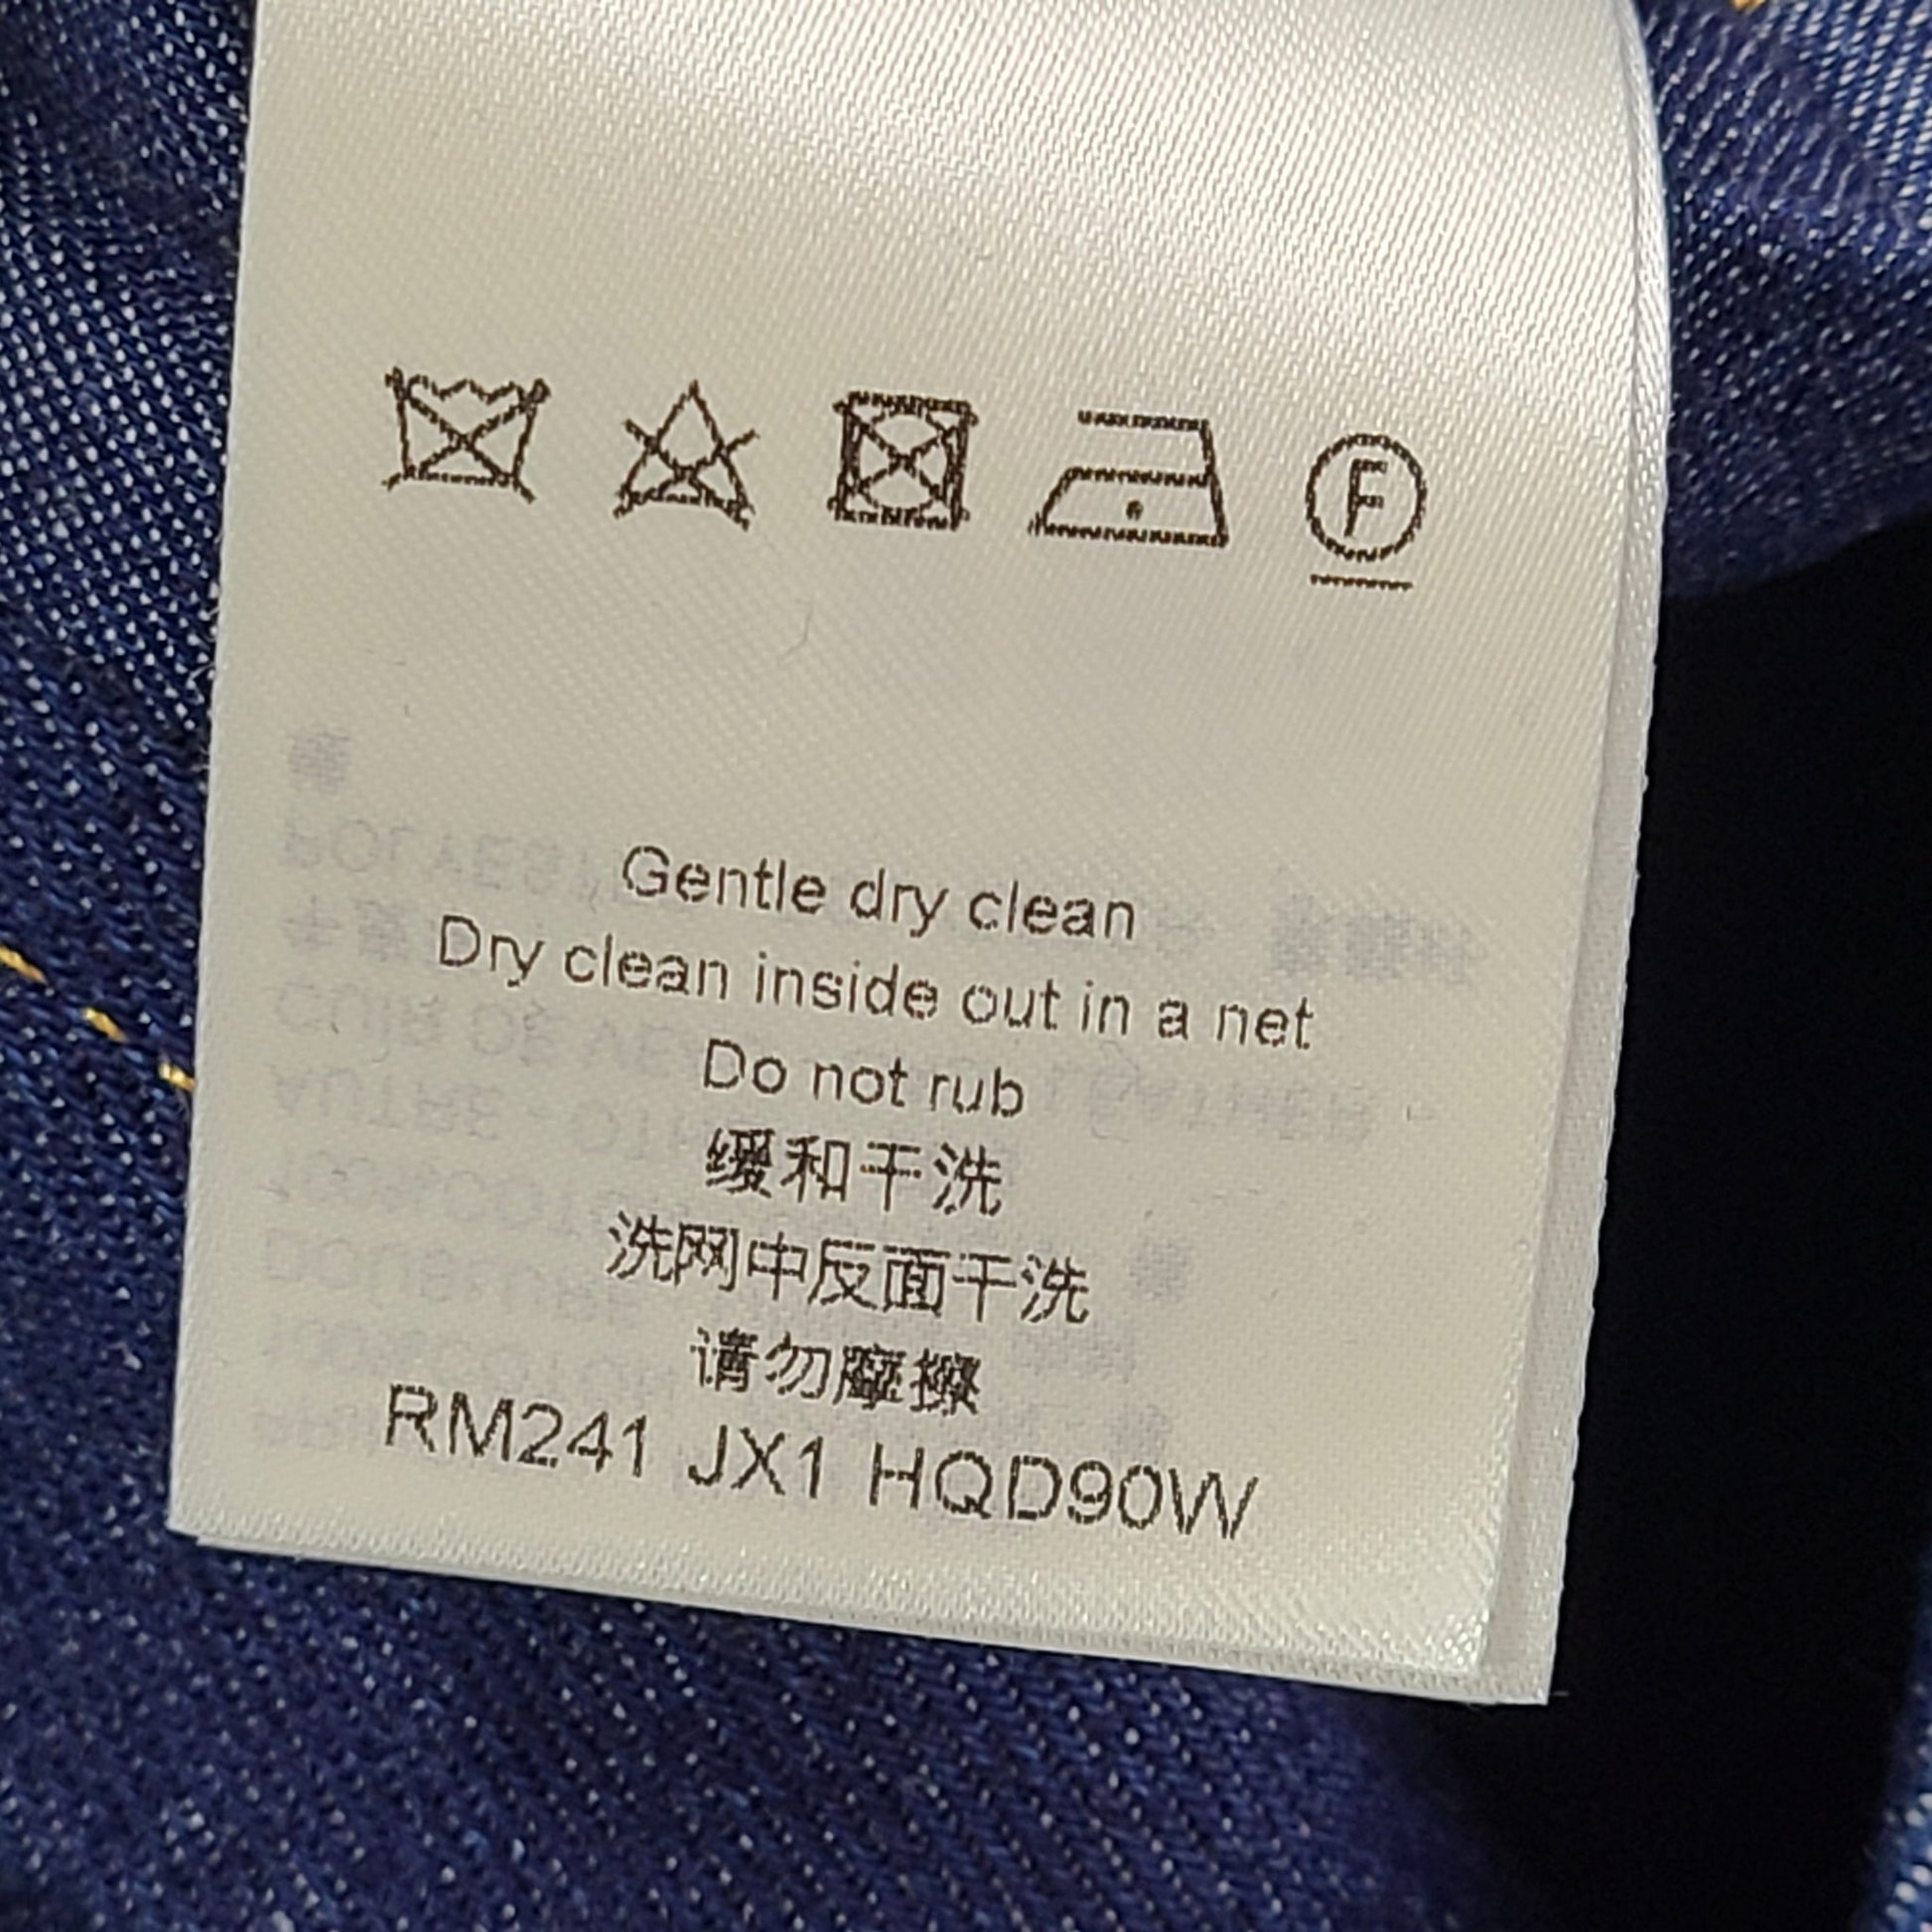 F
Gentle dry clean
Dry clean inside out in a net
Do not rub
缓和干洗
洗网中反面干洗
请勿摩擦
RM241 JX1 HQD90W